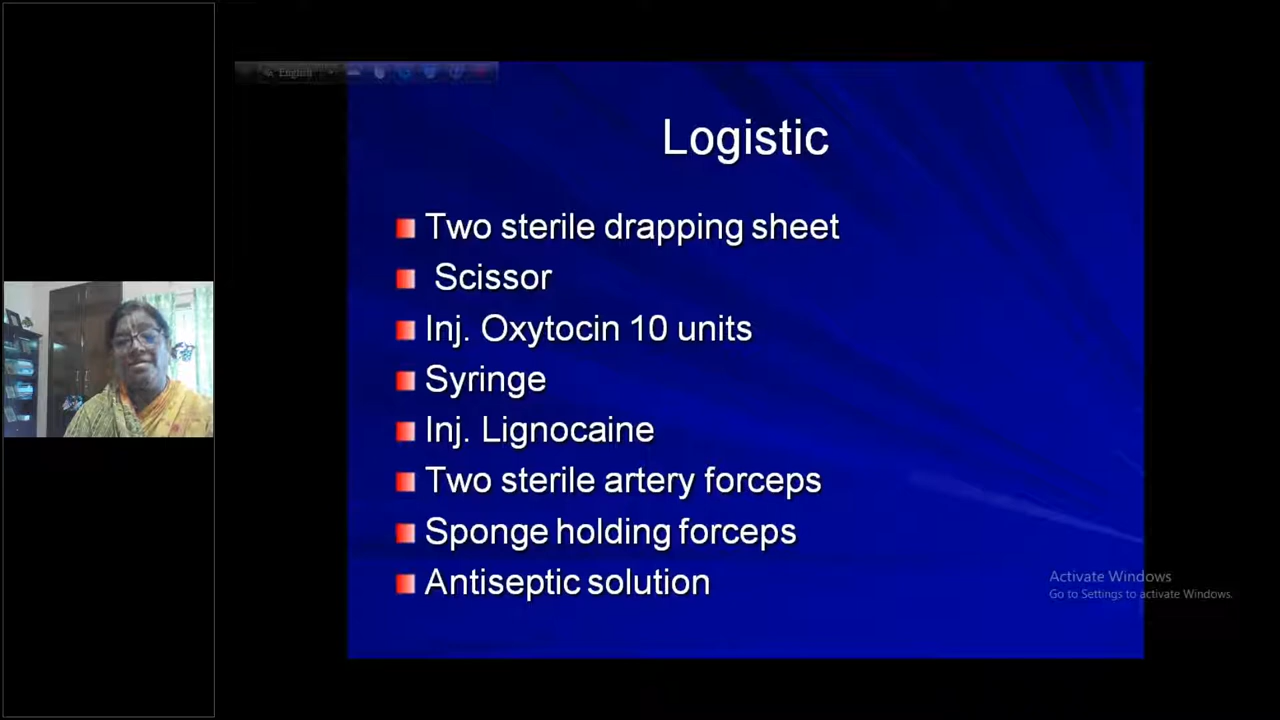 English
Logistic
Two sterile drapping sheet
Scissor
Inj. Oxytocin 10 units
Syringe
Inj. Lignocaine
Two sterile artery forceps
Sponge holding forceps
Antiseptic solution
Activate Windows
Go to Settings to activate Windows.